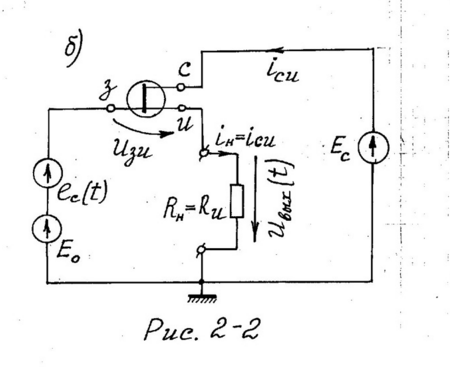 б)
з
с
и
iси
uзи
iн=iси
Eс
eс(t)
Rн=Rи
uвых(t)
E₀
Рис. 2-2